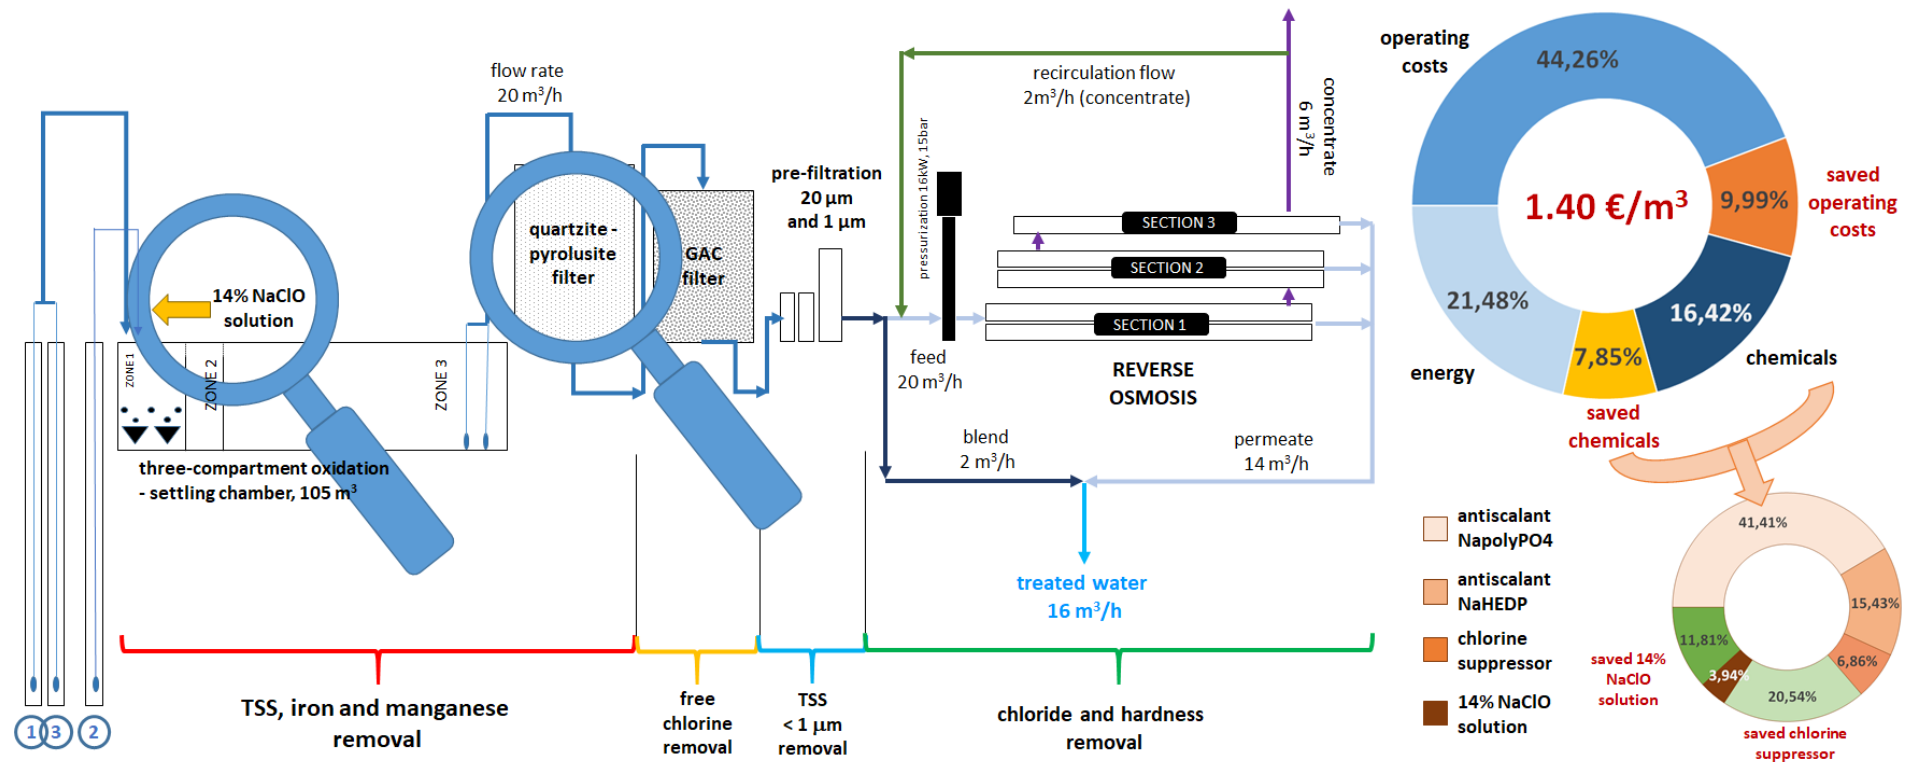 flow rate
20 m³/h
14% NaClO
solution
ZONE 1
ZONE 2
ZONE 3
three-compartment oxidation
- settling chamber, 105 m³
quartzite -
pyrolusite
filter
GAC
filter
pre-filtration
20 µm
and 1 µm
recirculation flow
2m³/h (concentrate)
pressurization 16kW, 15bar
concentrate
6 m³/h
SECTION 3
SECTION 2
SECTION 1
feed
20 m³/h
REVERSE
OSMOSIS
blend
2 m³/h
permeate
14 m³/h
treated water
16 m³/h
1
3
2
TSS, iron and manganese
removal
free
chlorine
removal
TSS
< 1 µm
removal
chloride and hardness
removal
operating
costs
44,26%
1.40 €/m³
9,99%
saved
operating
costs
21,48%
energy
7,85%
saved
chemicals
16,42%
chemicals
antiscalant
NapolyPO4
antiscalant
NaHEDP
chlorine
suppressor
14% NaClO
solution
41,41%
15,43%
6,86%
20,54%
3,94%
11,81%
saved 14%
NaClO
solution
saved chlorine
suppressor